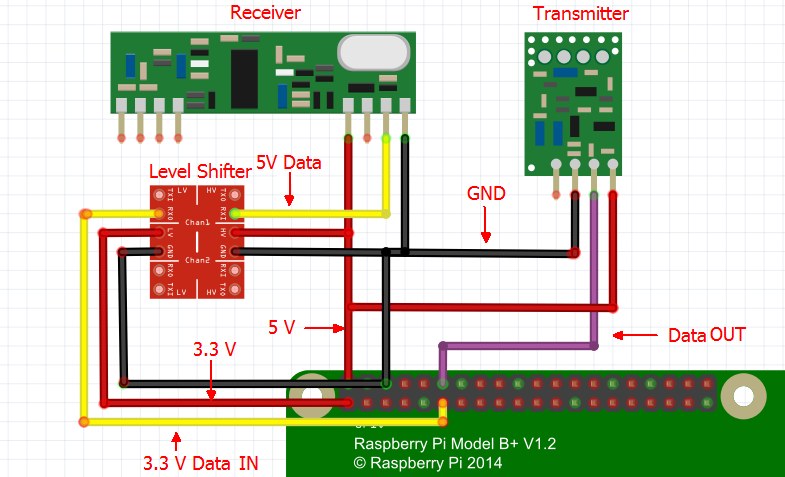 Receiver
Transmitter
Level Shifter
5V Data
GND
LV HV
TXI TXO
RXO RXI
Chan1
LV HV
GND GND
Chan2
RXO RXI
TXI TXO
LV HV
5 V
Data OUT
3.3 V
3.3 V Data IN
Raspberry Pi Model B+ V1.2
© Raspberry Pi 2014